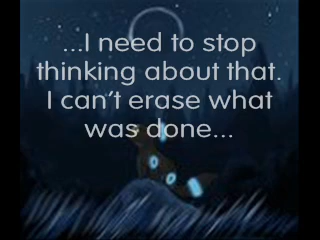 ...I need to stop
thinking about that.
I can't erase what
was done...